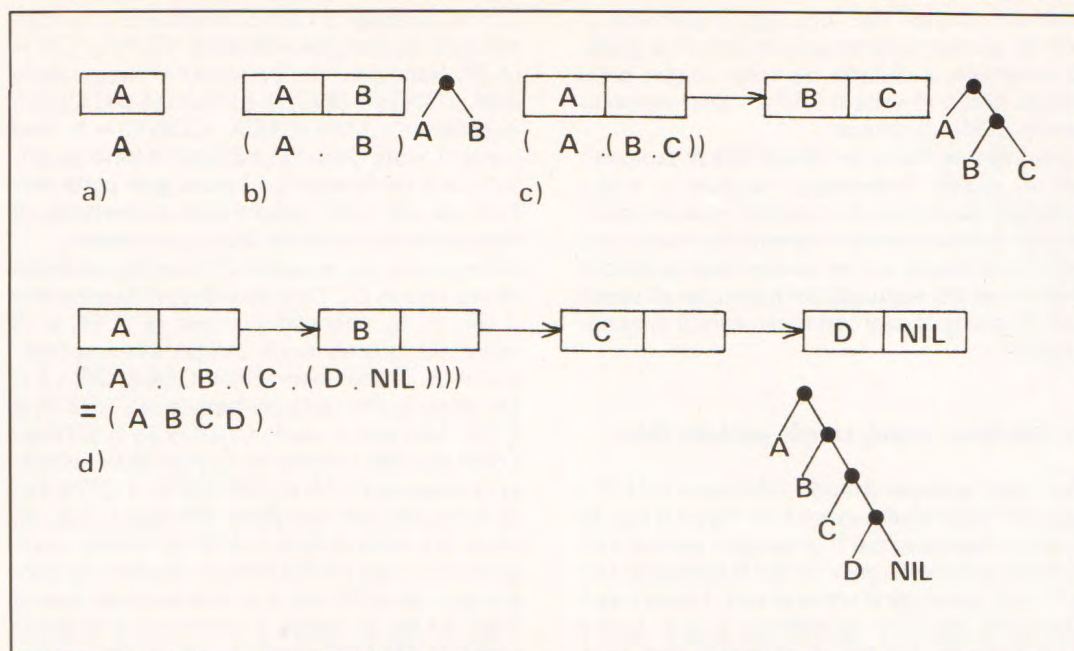 A
A
a)
A B
( A . B )
A B
b)
A
B C
( A . (B . C))
A
B C
c)
A
B
C
D NIL
( A . (B . (C .( D . NIL ))))
= ( A B C D )
d)
A
B
C
D NIL